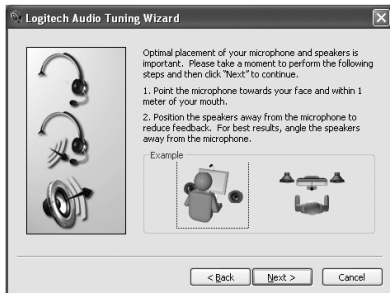 Logitech Audio Tuning Wizard
Optimal placement of your microphone and speakers is
important. Please take a moment to perform the following
steps and then click "Next" to continue.
1. Point the microphone towards your face and within 1
meter of your mouth.
2. Position the speakers away from the microphone to
reduce feedback. For best results, angle the speakers
away from the microphone.
Example
< Back Next > Cancel